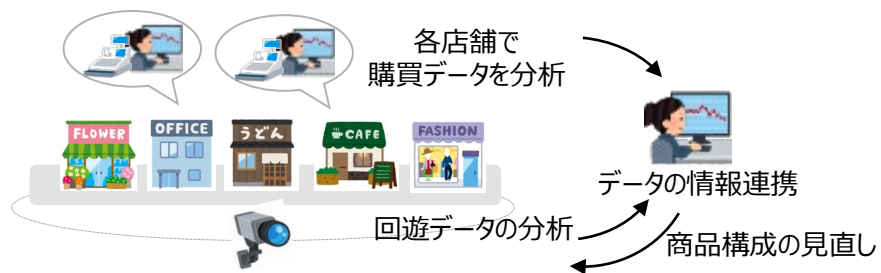 各店舗で
購買データを分析
FLOWER
OFFICE
うどん
CAFE
FASHION
データの情報連携
回遊データの分析
商品構成の見直し